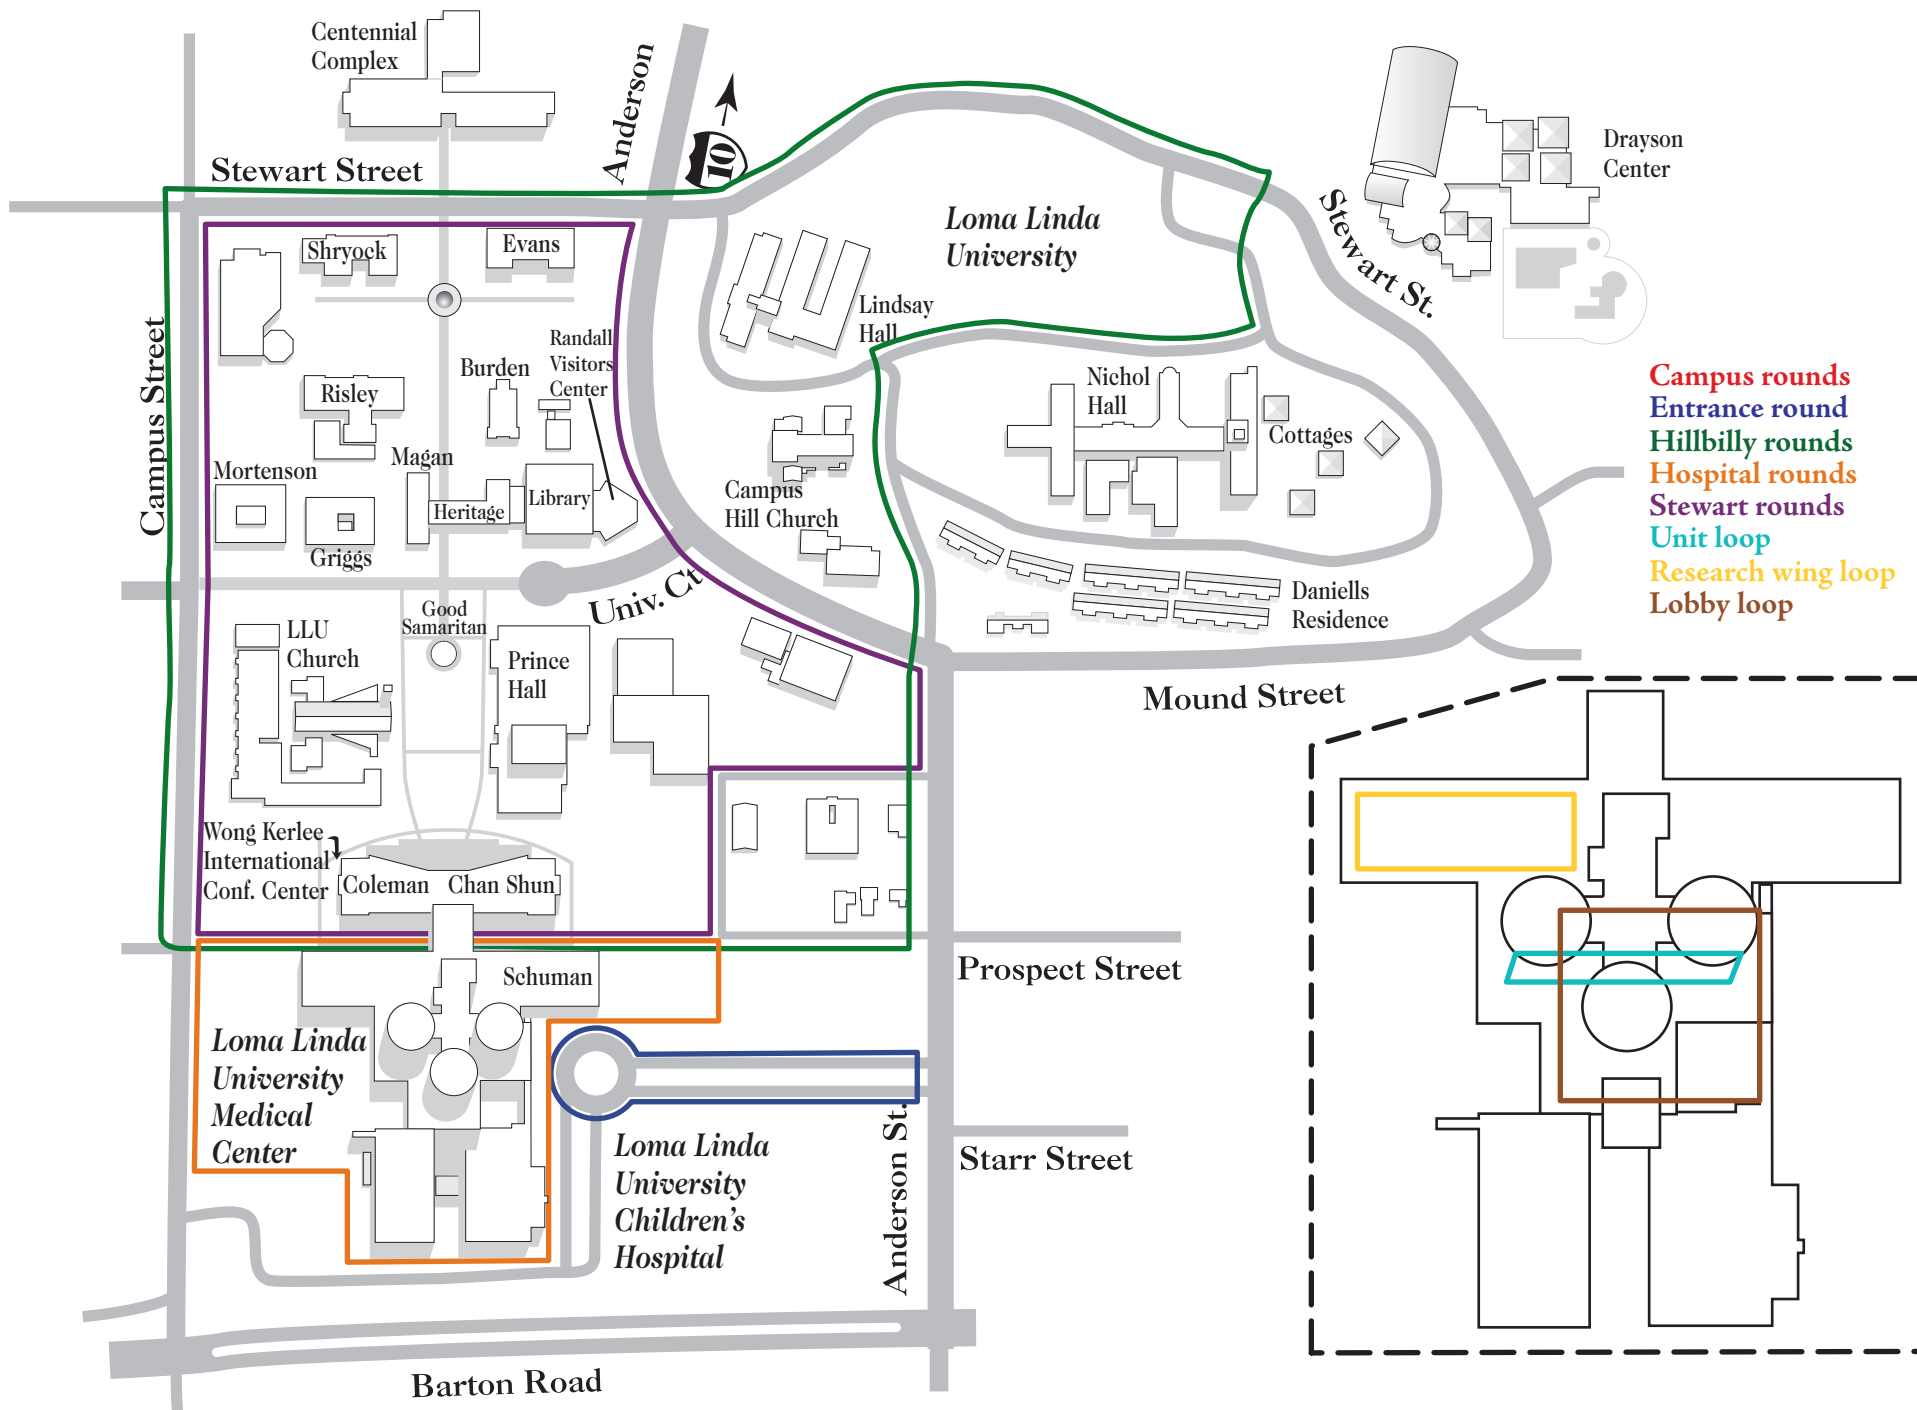 Centennial
Complex
Anderson
10
Stewart Street
Drayson
Center
Stewart St.
Loma Linda
University
Shryock
Evans
Lindsay
Hall
Campus Street
Randall
Visitors
Center
Burden
Risley
Nichol
Hall
Cottages
Mortenson
Magan
Library
Heritage
Griggs
Campus
Hill Church
Campus rounds
Entrance round
Hillbilly rounds
Hospital rounds
Stewart rounds
Unit loop
Research wing loop
Lobby loop
Univ. Ct.
Good
Samaritan
Daniells
Residence
LLU
Church
Prince
Hall
Mound Street
Wong Kerlee
International
Conf. Center
Coleman
Chan Shun
Schuman
Prospect Street
Loma Linda
University
Medical
Center
Loma Linda
University
Children's
Hospital
Anderson St.
Starr Street
Barton Road